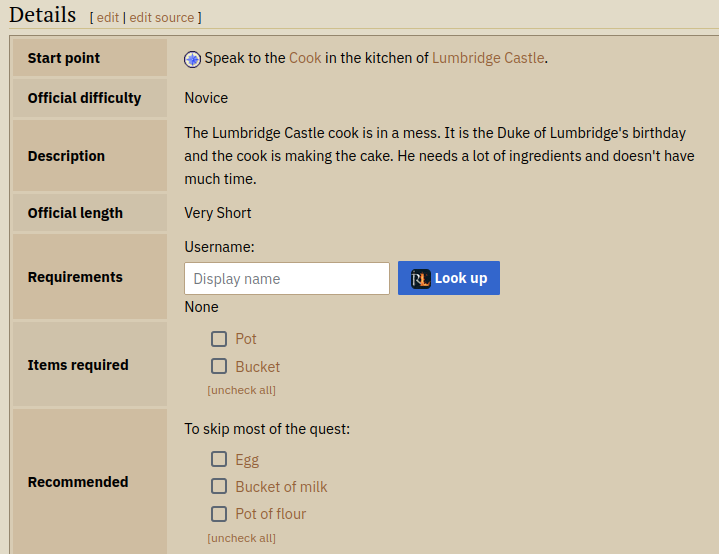 Details [ edit | edit source ]
Start point Speak to the Cook in the kitchen of Lumbridge Castle.
Official difficulty Novice
Description The Lumbridge Castle cook is in a mess. It is the Duke of Lumbridge's birthday
and the cook is making the cake. He needs a lot of ingredients and doesn't have
much time.
Official length Very Short
Requirements Username:
Display name RL Look up
None
Items required
Pot
Bucket
[uncheck all]
Recommended To skip most of the quest:
Egg
Bucket of milk
Pot of flour
[uncheck all]